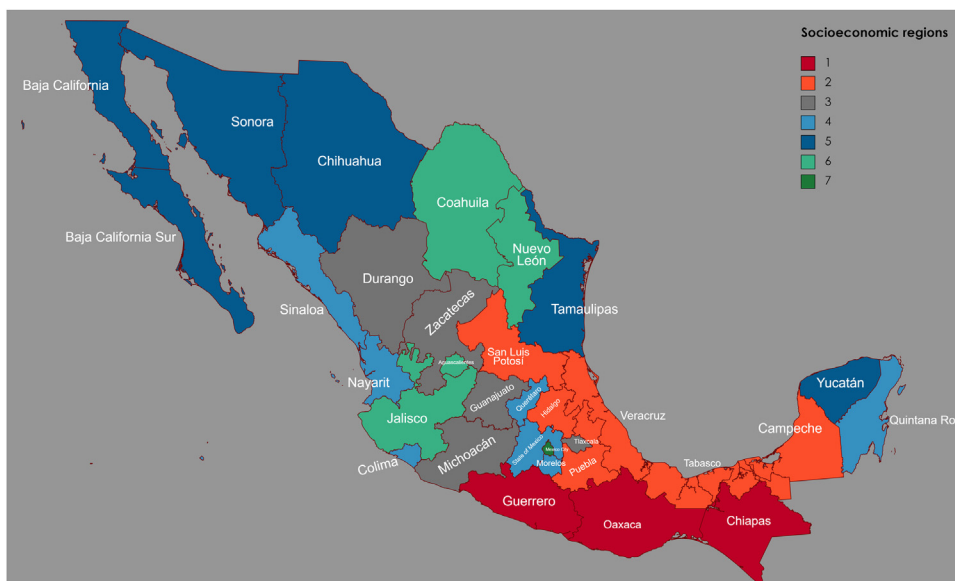 Socioeconomic regions
1
2
3
4
5
6
7
Baja California
Sonora
Chihuahua
Coahuila
Baja California Sur
Nuevo
León
Durango
Sinaloa
Zacatecas
Tamaulipas
San Luis
Potosí
Aguascalientes
Nayarit
Guanajuato
Querétaro
Hidalgo
Yucatán
Jalisco
Veracruz
Campeche
Quintana Ro
Michoacán
State of Mexico
Mexico City
Tlaxcala
Colima
Morelos
Puebla
Tabasco
Guerrero
Oaxaca
Chiapas